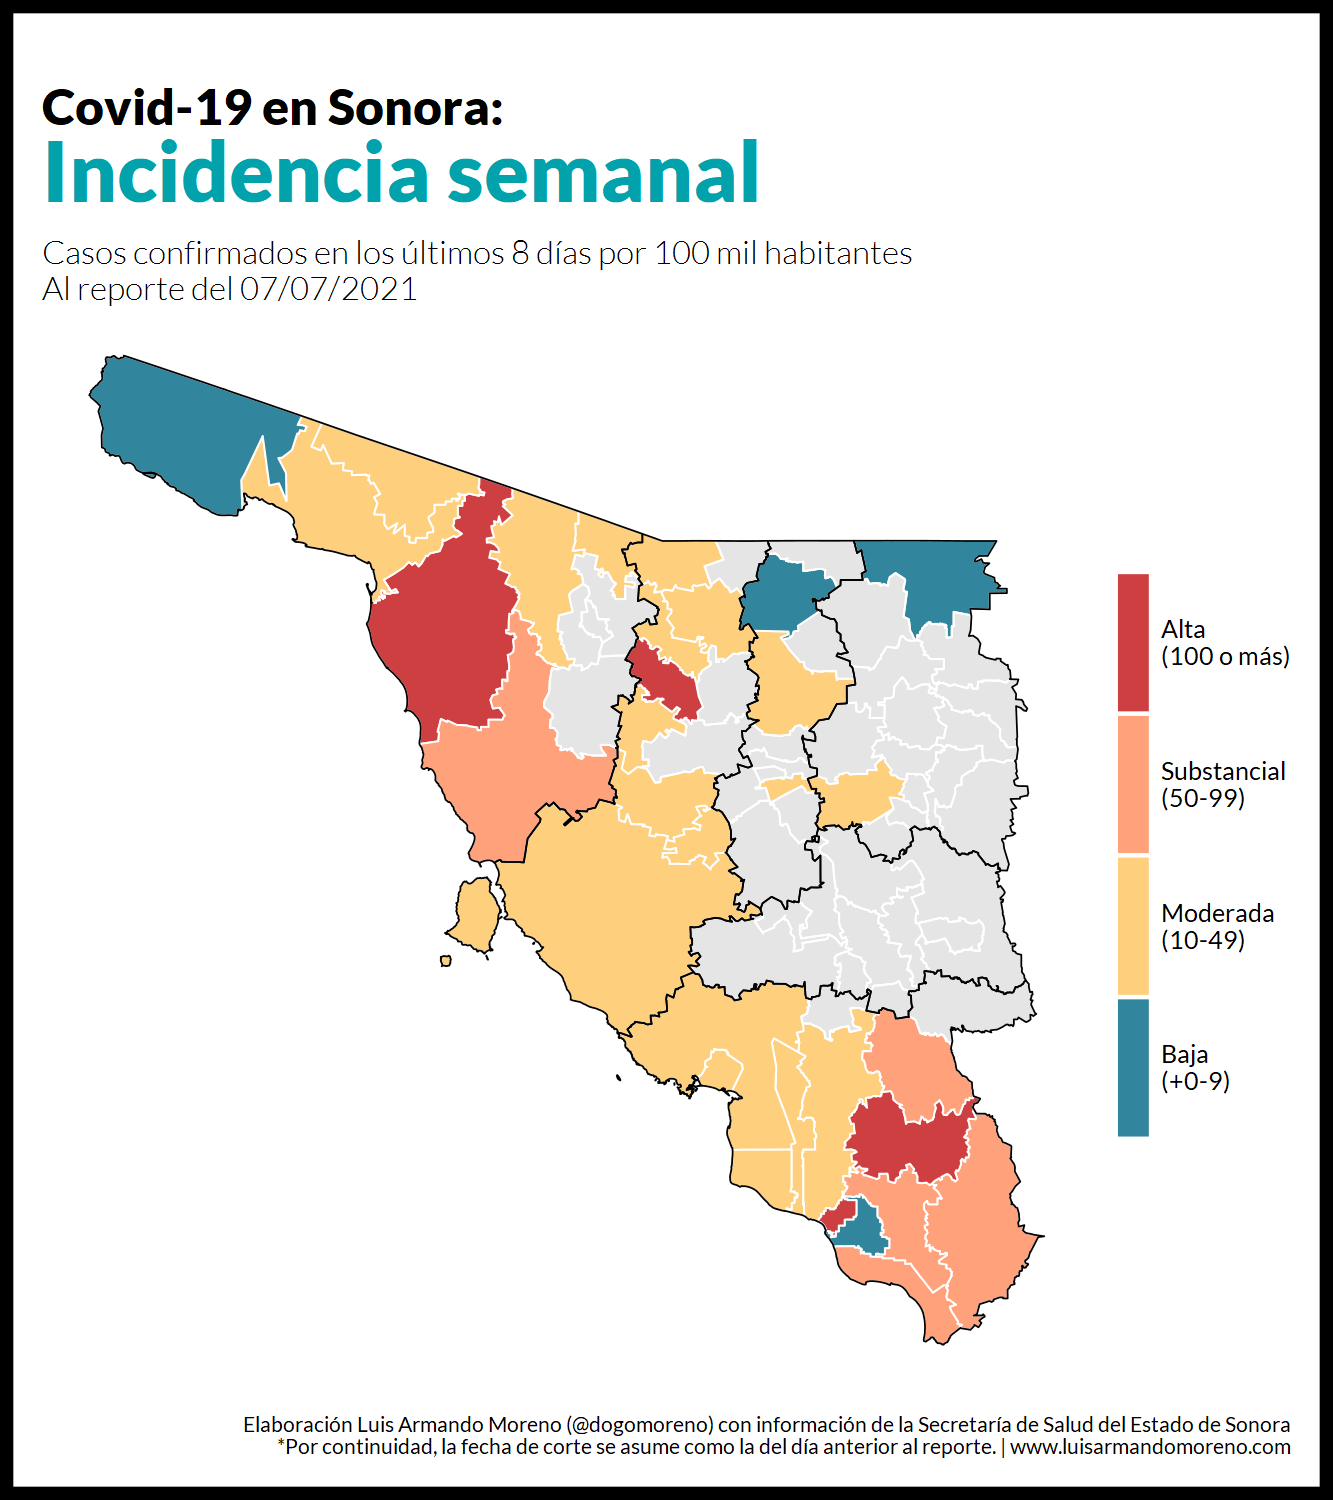 Covid-19 en Sonora:
Incidencia semanal
Casos confirmados en los últimos 8 días por 100 mil habitantes
Al reporte del 07/07/2021
Alta
(100 o más)
Substancial
(50-99)
Moderada
(10-49)
Baja
(+0-9)
Elaboración Luis Armando Moreno (@dogomoreno) con información de la Secretaría de Salud del Estado de Sonora
*Por continuidad, la fecha de corte se asume como la del día anterior al reporte. | www.luisarmandomoreno.com